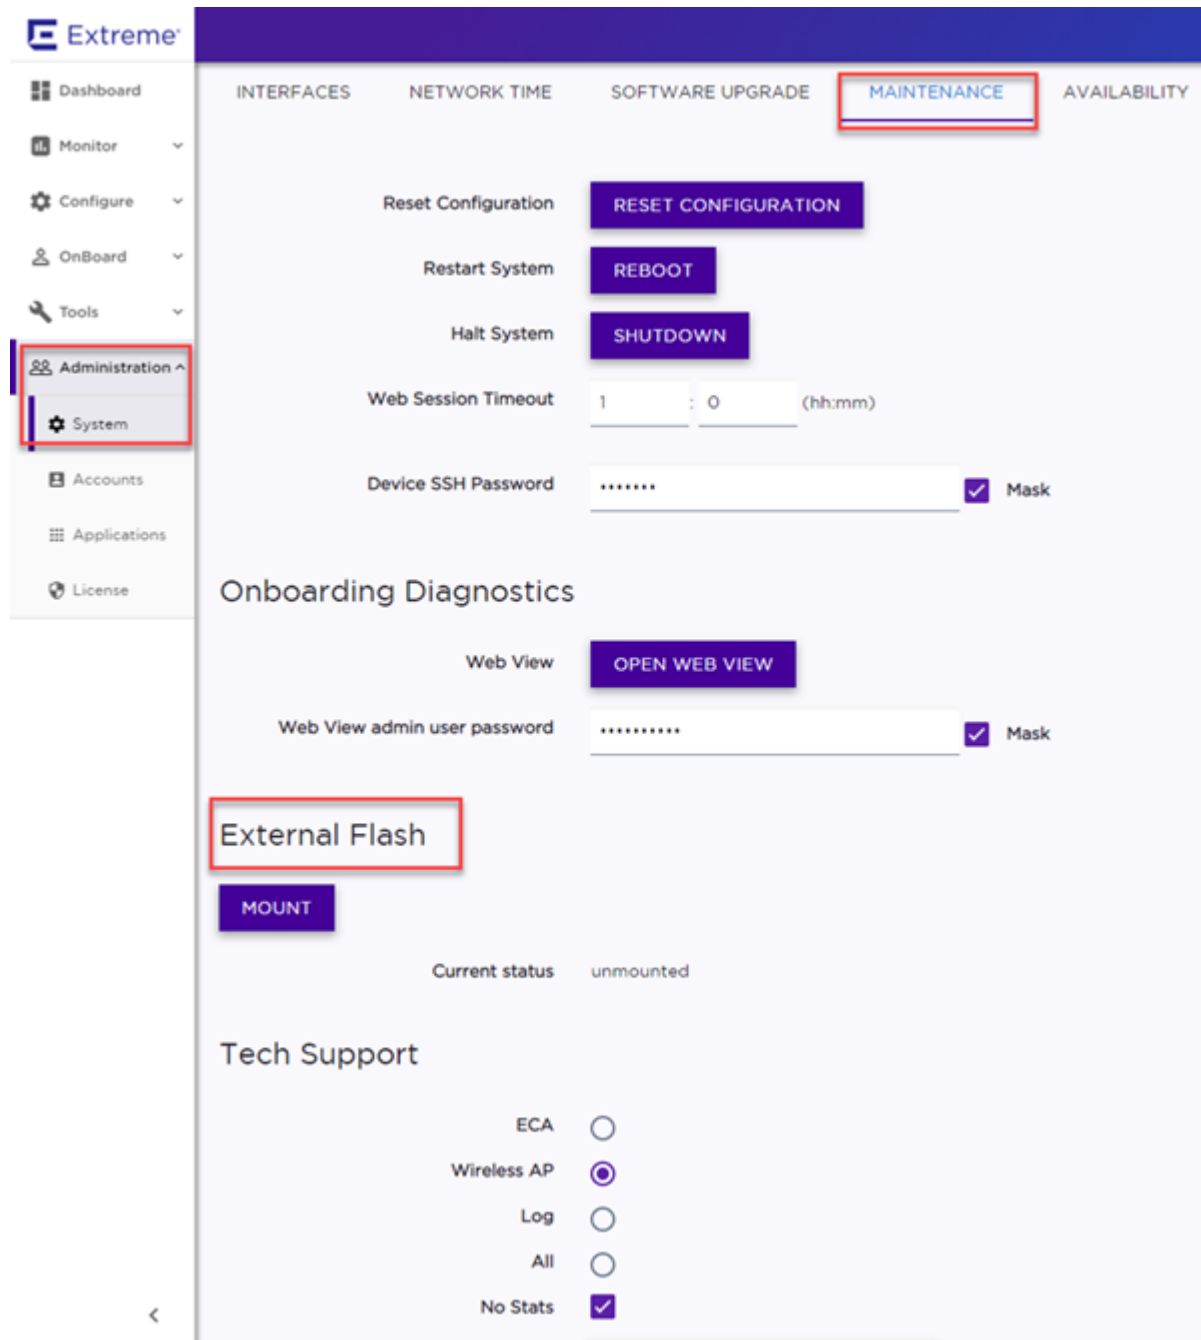 Extreme
Dashboard
Monitor
Configure
OnBoard
Tools
Administration
System
Accounts
Applications
License
INTERFACES NETWORK TIME SOFTWARE UPGRADE MAINTENANCE AVAILABILITY
Reset Configuration RESET CONFIGURATION
Restart System REBOOT
Halt System SHUTDOWN
Web Session Timeout 1 : 0 (hh:mm)
Device SSH Password ••••••• Mask
Onboarding Diagnostics
Web View OPEN WEB VIEW
Web View admin user password •••••••••• Mask
External Flash
MOUNT
Current status unmounted
Tech Support
ECA
Wireless AP
Log
All
No Stats